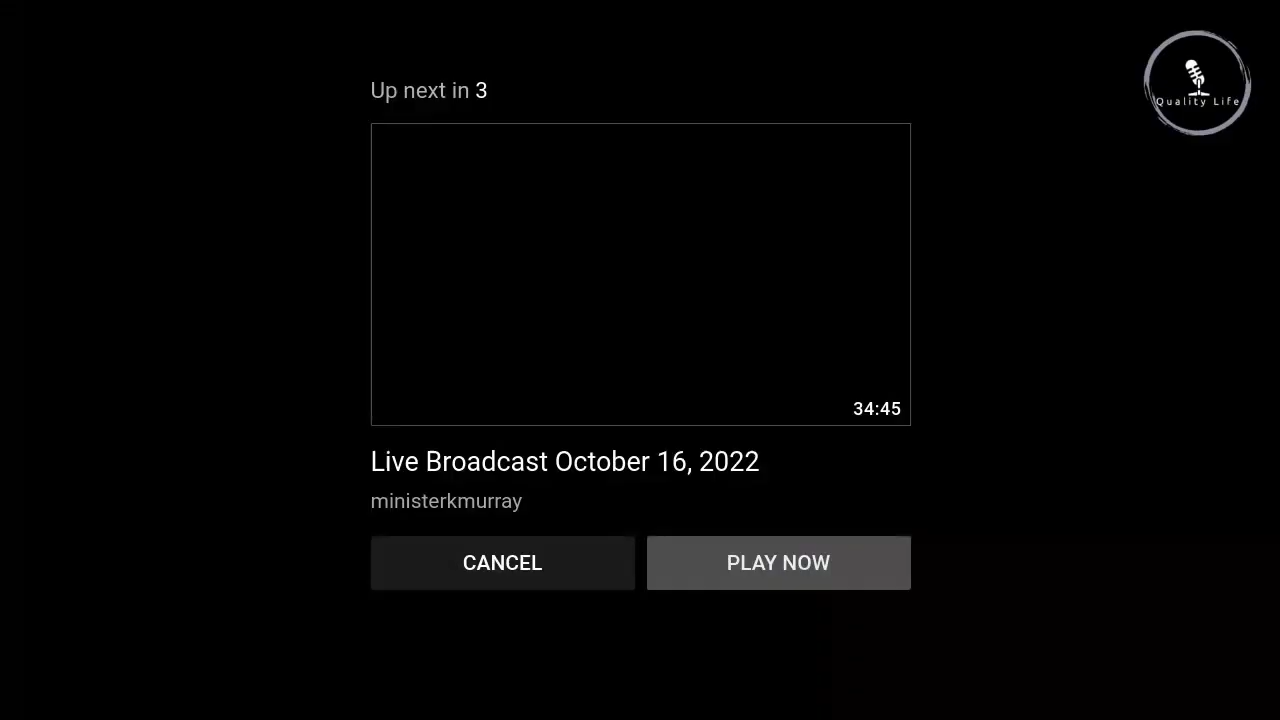 Up next in 3
Quality Life
34:45
Live Broadcast October 16, 2022
ministerkmurray
CANCEL
PLAY NOW